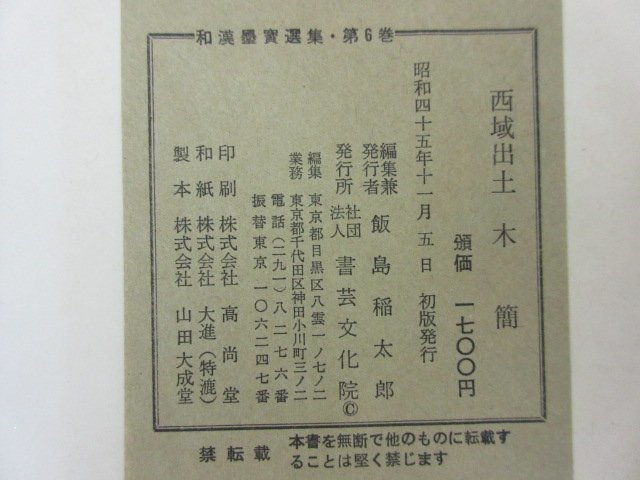 和漢墨寳選集・第6巻
西域出土 木簡
頒価 一七〇〇円
昭和四十五年十一月 五 日 初版発行
編集兼発行者 飯島稲太郎
発行所 社団法人 書芸文化院©
編集 東京都目黒区八雲一ノ七ノ二
業務 東京都千代田区神田小川町三ノ二
電話(二九一)八二七六番
振替東京 一〇六二四七番
印刷 株式会社 高尚堂
和紙 株式会社 大進(特漉)
製本 株式会社 山田大成堂
禁転載
本書を無断で他のものに転載す
ることは堅く禁じます